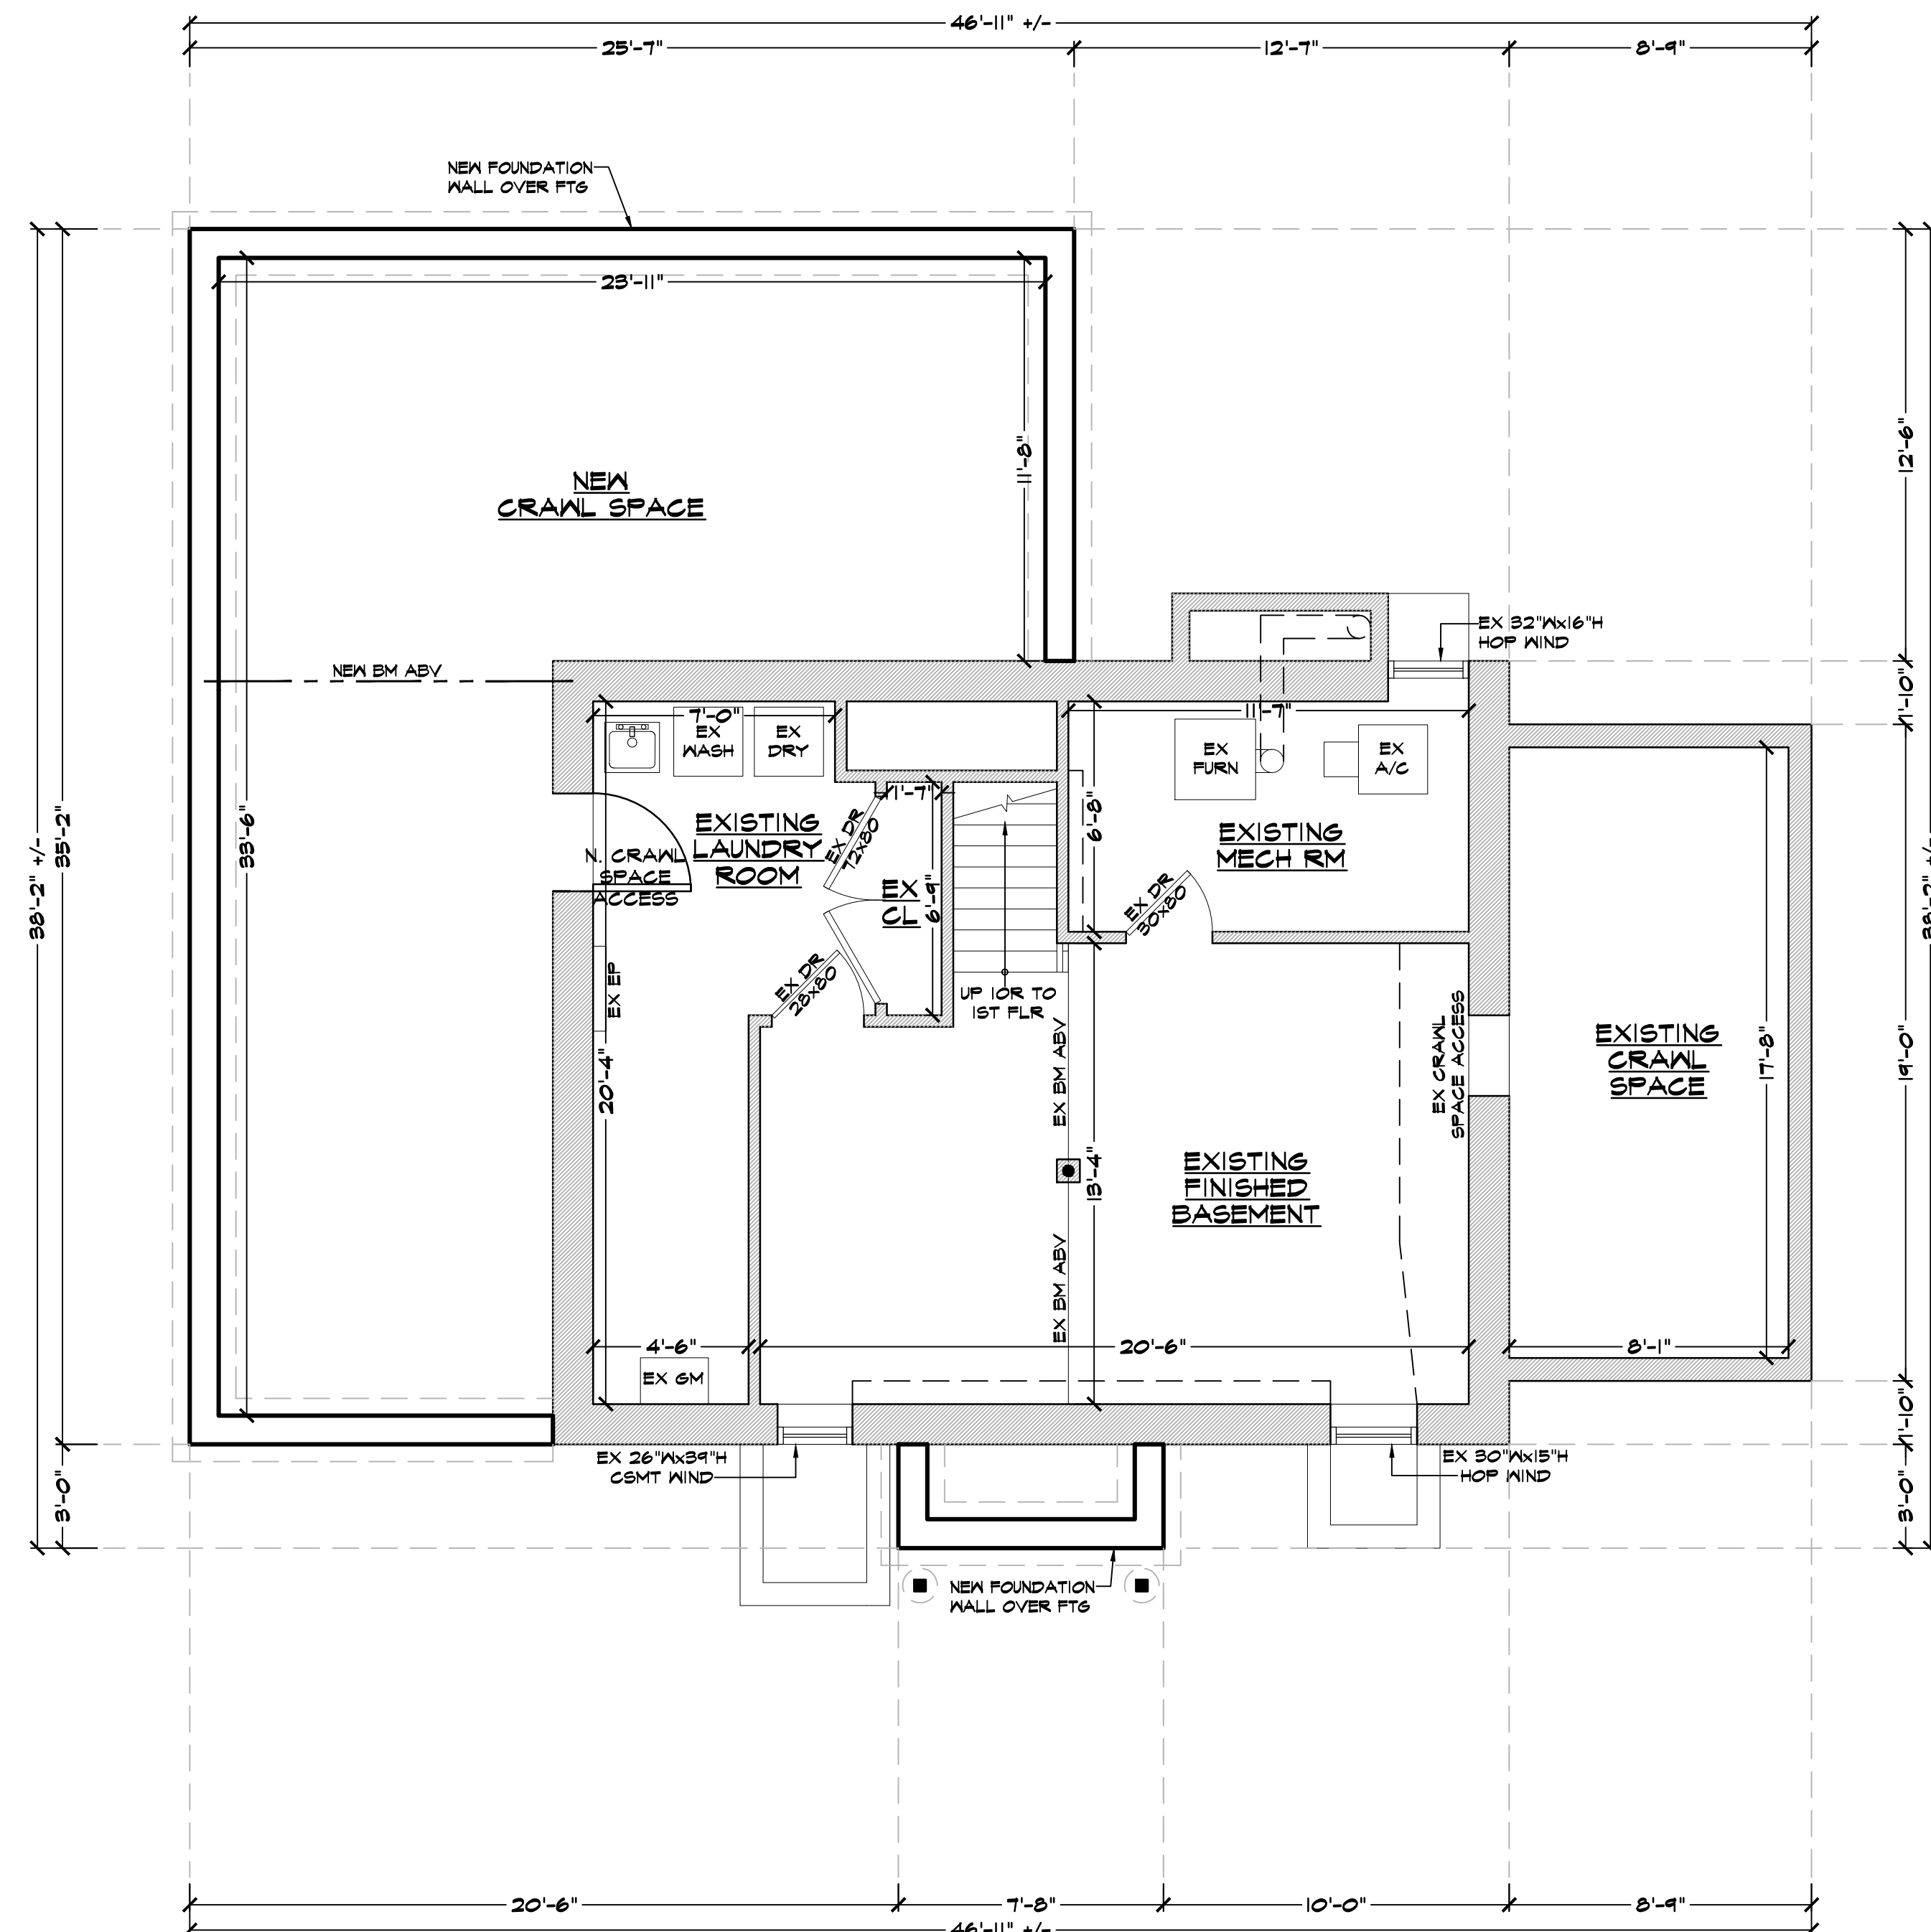 46'-11" +/-
25'-7"
12'-7"
8'-9"
NEW FOUNDATION
WALL OVER FTG
23'-11"
11'-8"
12'-6"
NEW
CRAWL SPACE
EX 32"Wx16"H
HOP WIND
NEW BM ABV
1'-10"
7'-0"
11'-7"
EX
WASH
EX
DRY
EX
FURN
EX
A/C
38'-2" +/-
35'-2"
33'-6"
1'-7"
6'-8"
EXISTING
LAUNDRY
ROOM
EX DR
72x80
EXISTING
MECH RM
N. CRAWL
SPACE
ACCESS
EX
CL
6'-9"
EX DR
30x80
38'-2" +/-
EX EP
EX DR
28x80
UP 10R TO
1ST FLR
20'-4"
EX BM ABV
EX CRAWL
SPACE ACCESS
EXISTING
CRAWL
SPACE
17'-8"
19'-0"
13'-4"
EXISTING
FINISHED
BASEMENT
EX BM ABV
4'-6"
20'-6"
8'-1"
EX GM
1'-10"
EX 26"Wx39"H
CSMT WIND
EX 30"Wx15"H
HOP WIND
3'-0"
3'-0"
NEW FOUNDATION
WALL OVER FTG
20'-6"
7'-8"
10'-0"
8'-9"
46'-11" +/-